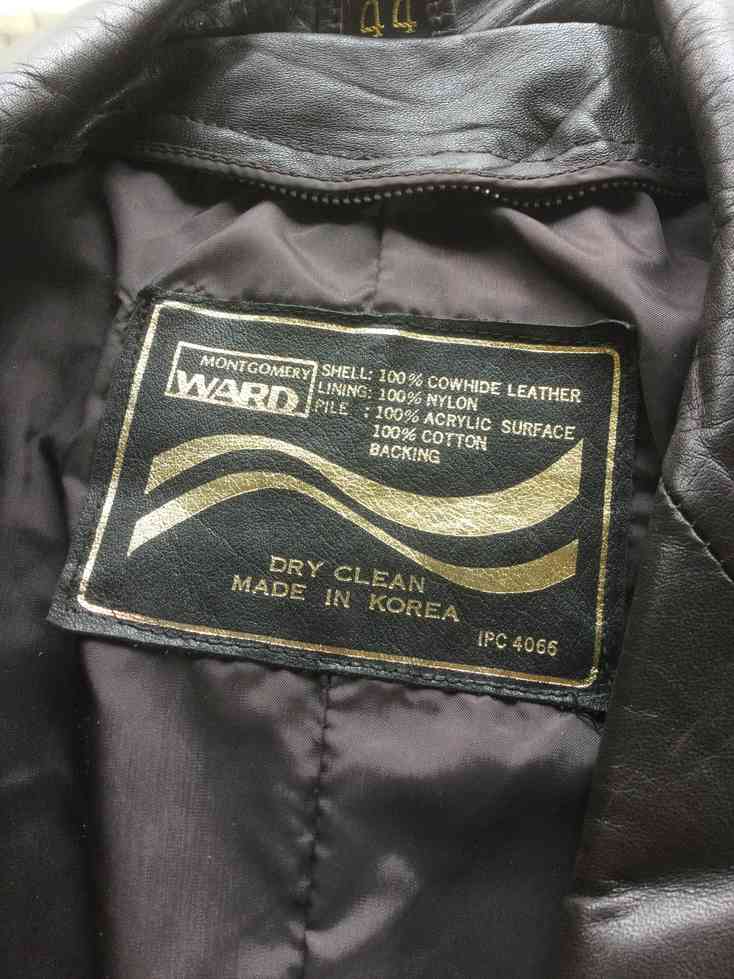 44
MONTGOMERY
WARD
SHELL: 100% COWHIDE LEATHER
LINING: 100% NYLON
PILE : 100% ACRYLIC SURFACE
100% COTTON
BACKING
DRY CLEAN
MADE IN KOREA
IPC 4066